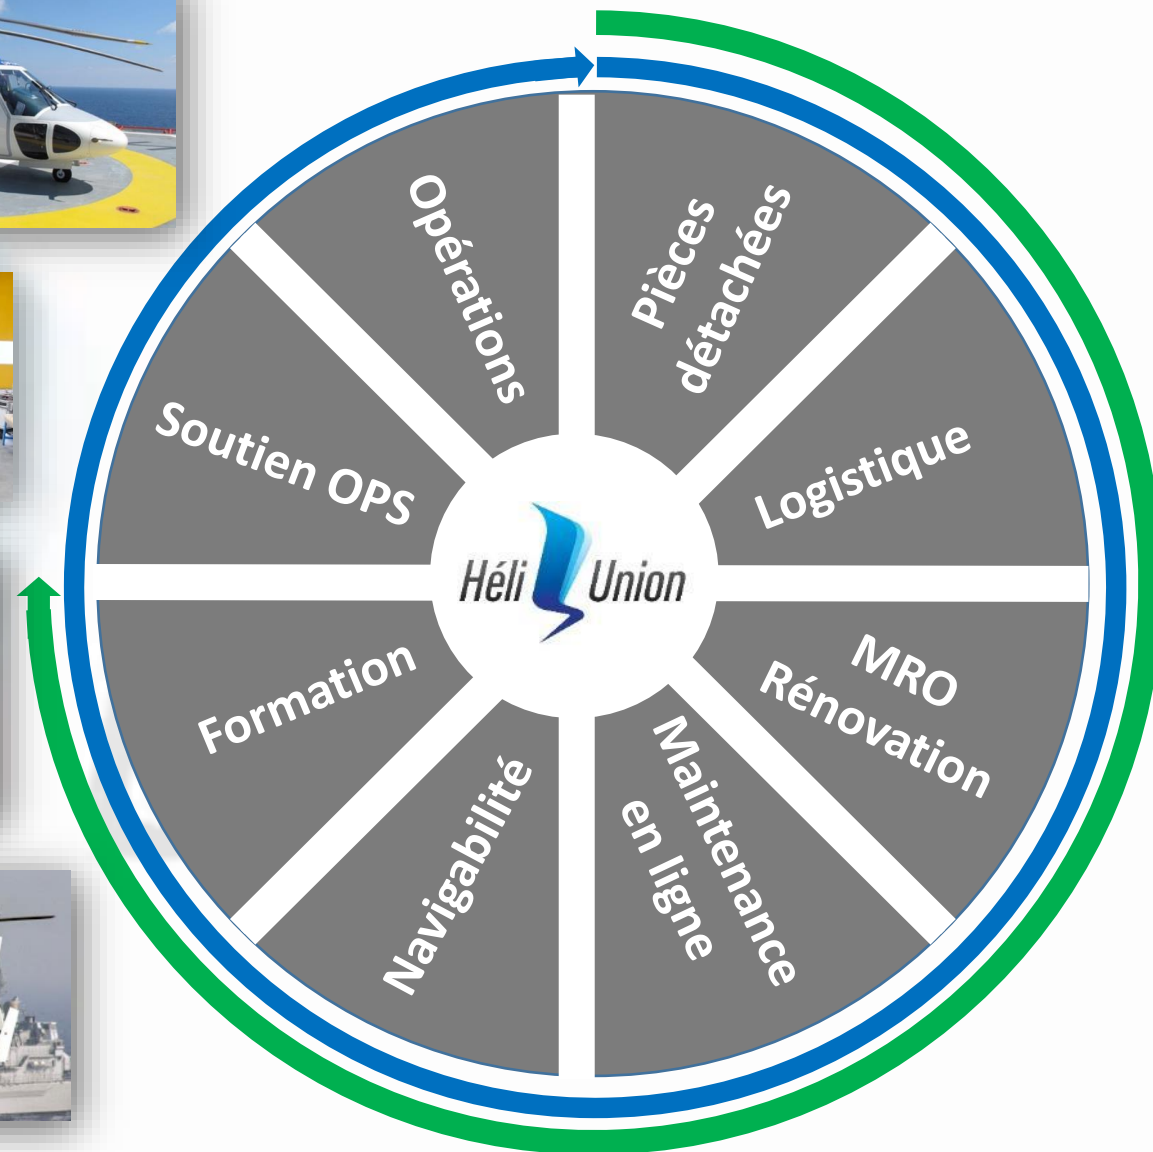 Opérations
Pièces
détachées
Soutien OPS
Logistique
Héli Union
Formation
MRO
Rénovation
Navigabilité
Maintenance
en ligne